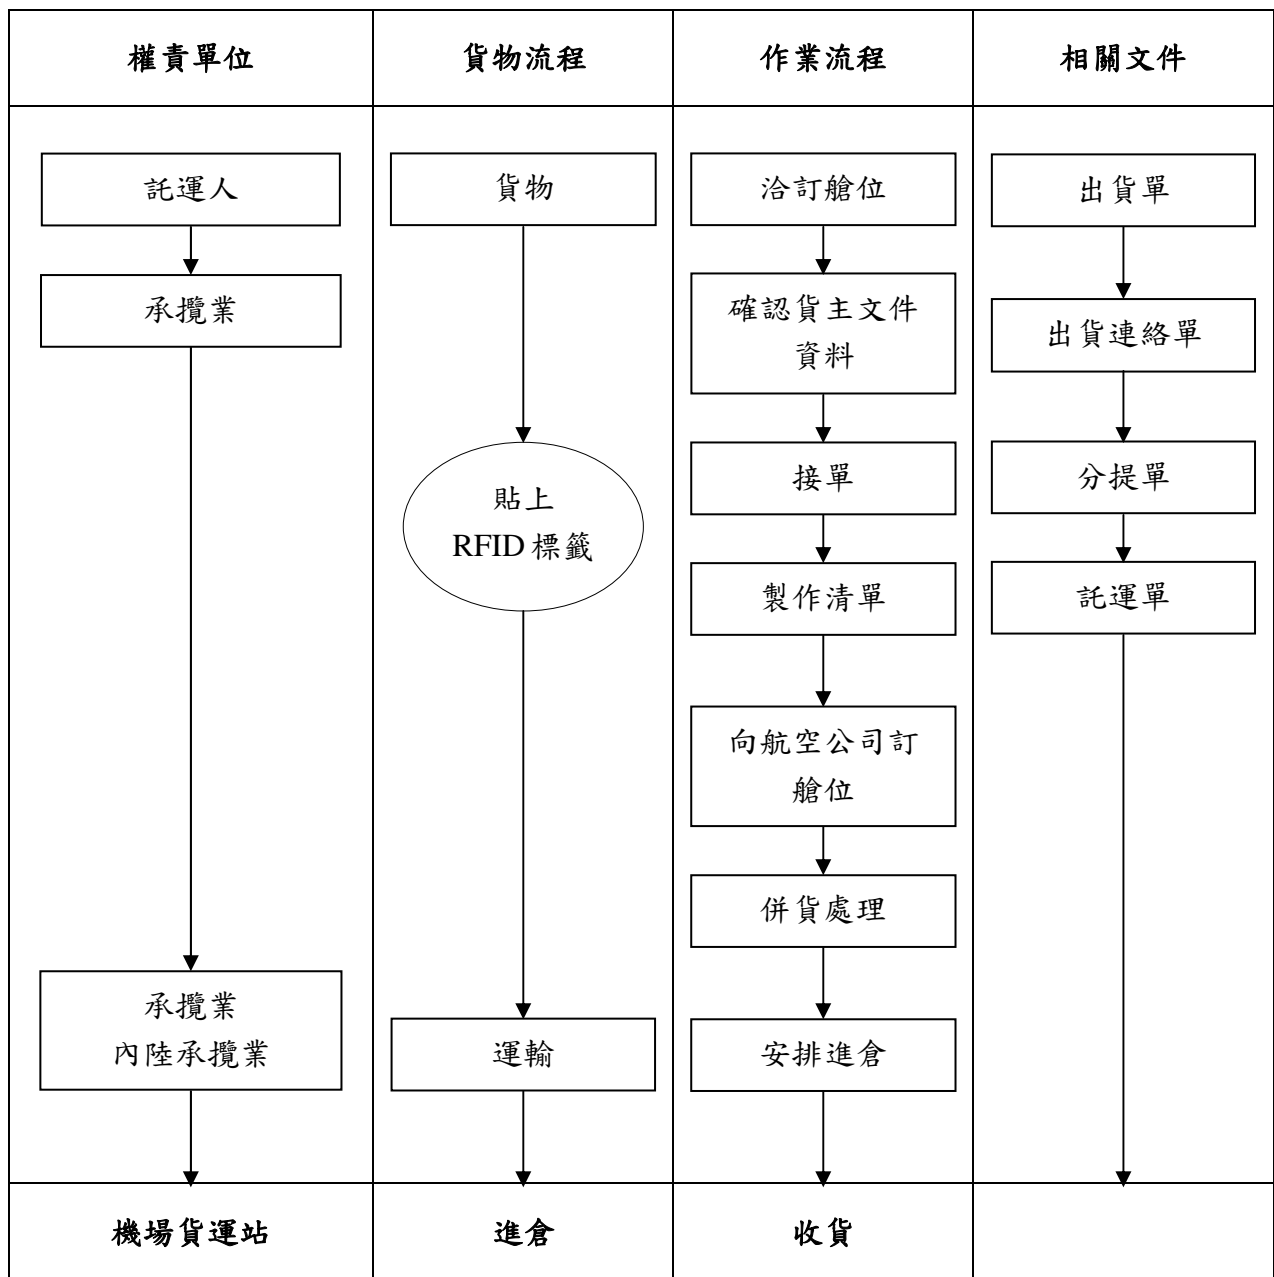 權責單位
貨物流程
作業流程
相關文件
託運人
承攬業
承攬業
內陸承攬業
機場貨運站
貨物
貼上
RFID 標籤
運輸
進倉
洽訂艙位
確認貨主文件
資料
接單
製作清單
向航空公司訂
艙位
併貨處理
安排進倉
收貨
出貨單
出貨連絡單
分提單
託運單